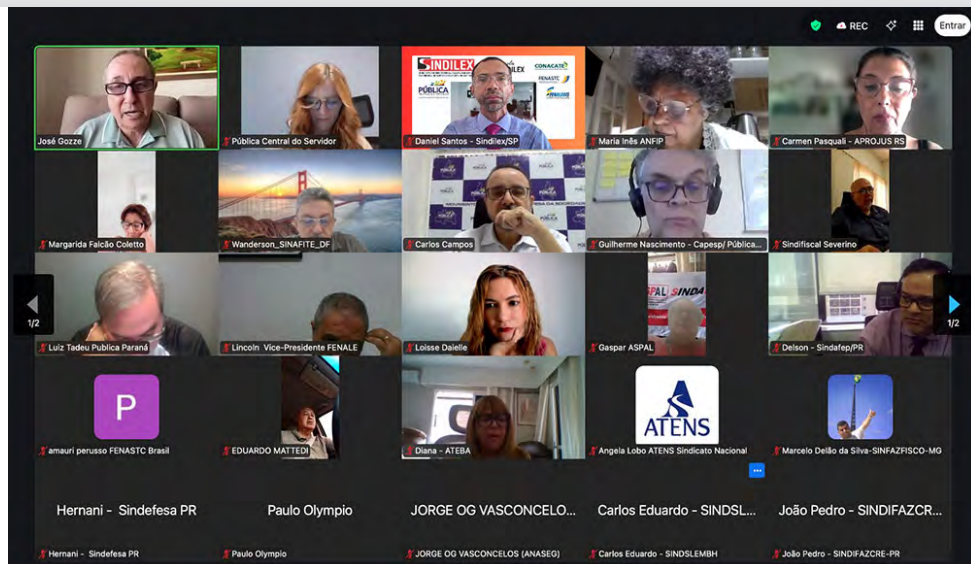 REC
Entrar
José Gozze
Pública Central do Servidor
SINDILEX
CONACATE
FENASTC
PÚBLICA
Daniel Santos - Sindilex/SP
Maria Inês ANFIP
Carmen Pasquali - APROJUS RS
Margarida Falcão Coletto
Wanderson_SINAFITE_DF
PÚBLICA
Carlos Campos
Guilherme Nascimento - Capesp/ Pública...
Sindifiscal Severino
1/2
1/2
Luiz Tadeu Publica Paraná
Lincoln Vice-Presidente FENALE
Loisse Daielle
Gaspar ASPAL
Delson - Sindafep/PR
P
ATENS
amauri perusso FENASTC Brasil
EDUARDO MATTEDI
Diana - ATEBA
Angela Lobo ATENS Sindicato Nacional
Marcelo Delão da Silva-SINFAZFISCO-MG
Hernani - Sindefesa PR
Paulo Olympio
JORGE OG VASCONCELO...
Carlos Eduardo - SINDSL...
João Pedro - SINDIFAZCR...
Hernani - Sindefesa PR
Paulo Olympio
JORGE OG VASCONCELOS (ANASEG)
Carlos Eduardo - SINDSLEMBH
João Pedro - SINDIFAZCRE-PR